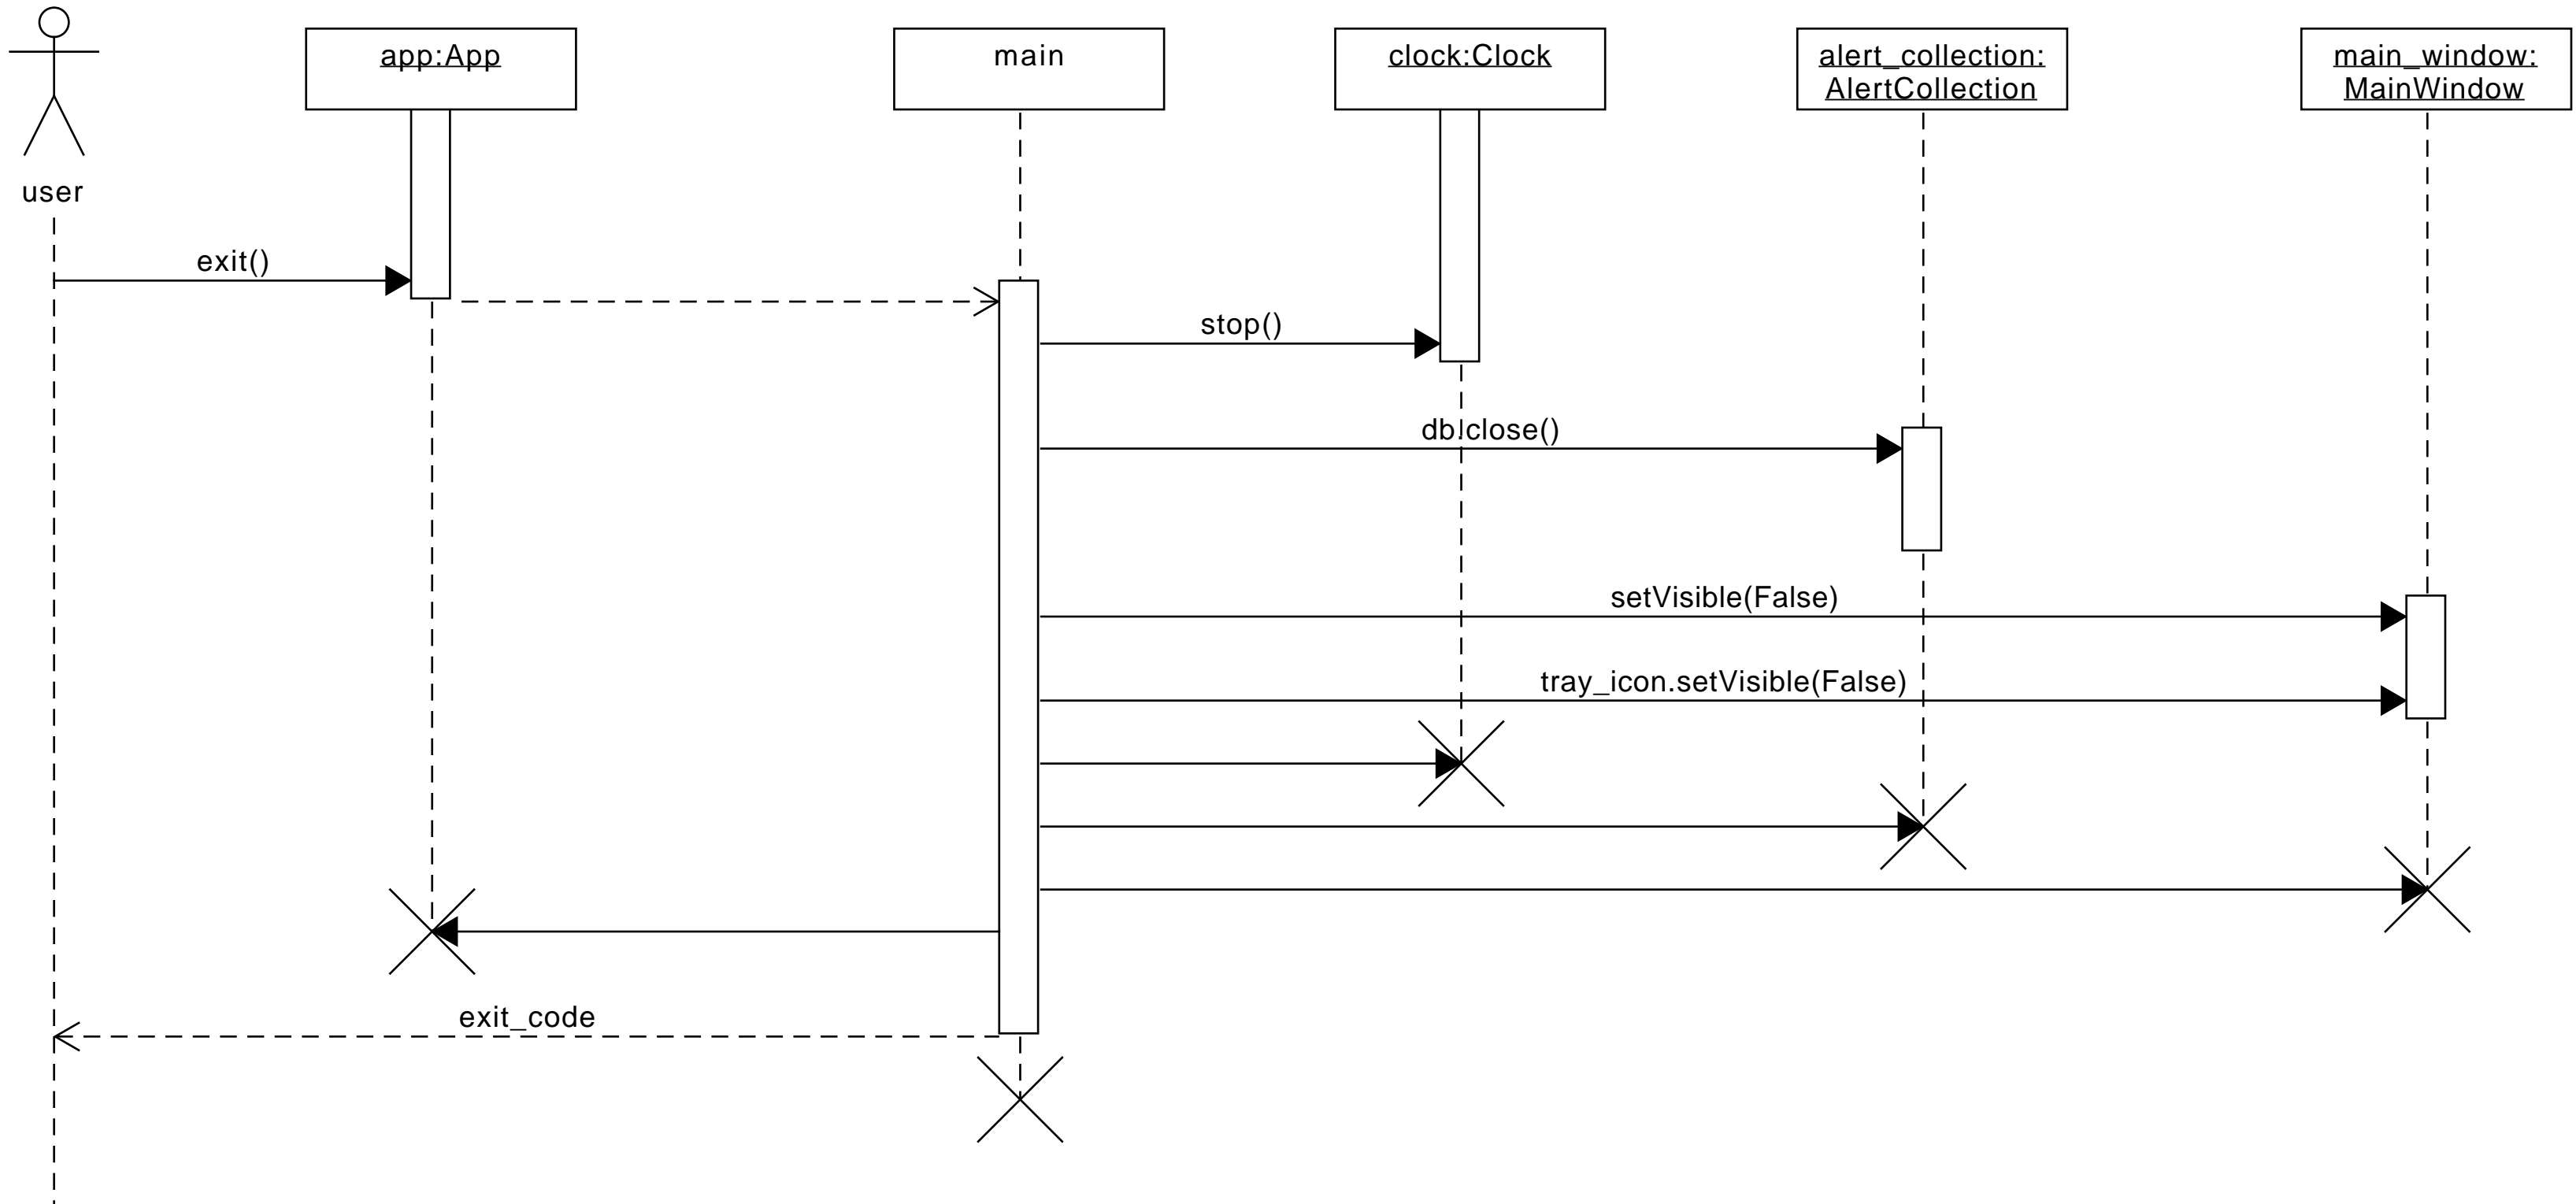 user
app:App
main
clock:Clock
alert_collection:
AlertCollection
main_window:
MainWindow
exit()
stop()
db.close()
setVisible(False)
tray_icon.setVisible(False)
exit_code